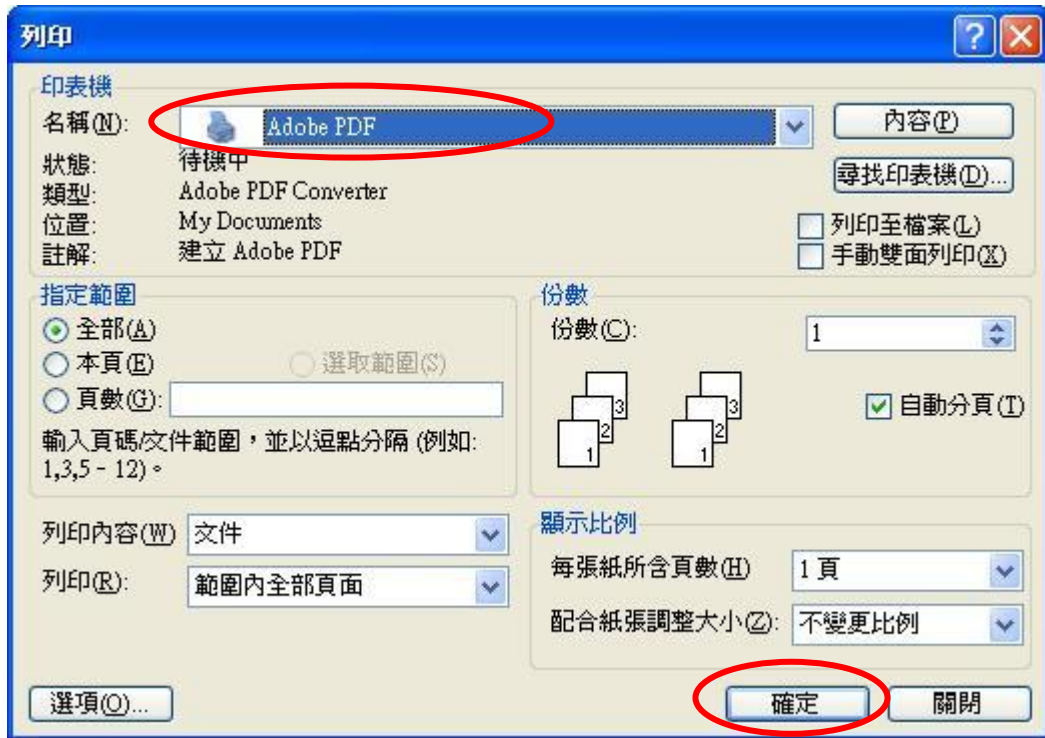 列印
印表機
名稱(N): Adobe PDF 內容(P)
狀態: 待機中 尋找印表機(D)...
類型: Adobe PDF Converter
位置: My Documents 列印至檔案(L)
註解: 建立 Adobe PDF 手動雙面列印(X)
指定範圍
全部(A)
本頁(E) 選取範圍(S)
頁數(G):
輸入頁碼/文件範圍，並以逗點分隔 (例如:
1,3,5 - 12)。
份數
份數(C): 1
3 2 1 3 2 1
自動分頁(T)
列印內容(W) 文件
列印(R): 範圍內全部頁面
顯示比例
每張紙所含頁數(H) 1 頁
配合紙張調整大小(Z): 不變更比例
選項(O)... 確定 關閉